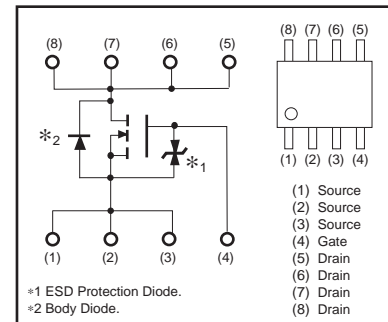 (8) (7) (6) (5)
∗2
∗1
(1) (2) (3) (4)
∗1 ESD Protection Diode.
∗2 Body Diode.
(8) (7) (6) (5)
(1) (2) (3) (4)
(1) Source
(2) Source
(3) Source
(4) Gate
(5) Drain
(6) Drain
(7) Drain
(8) Drain